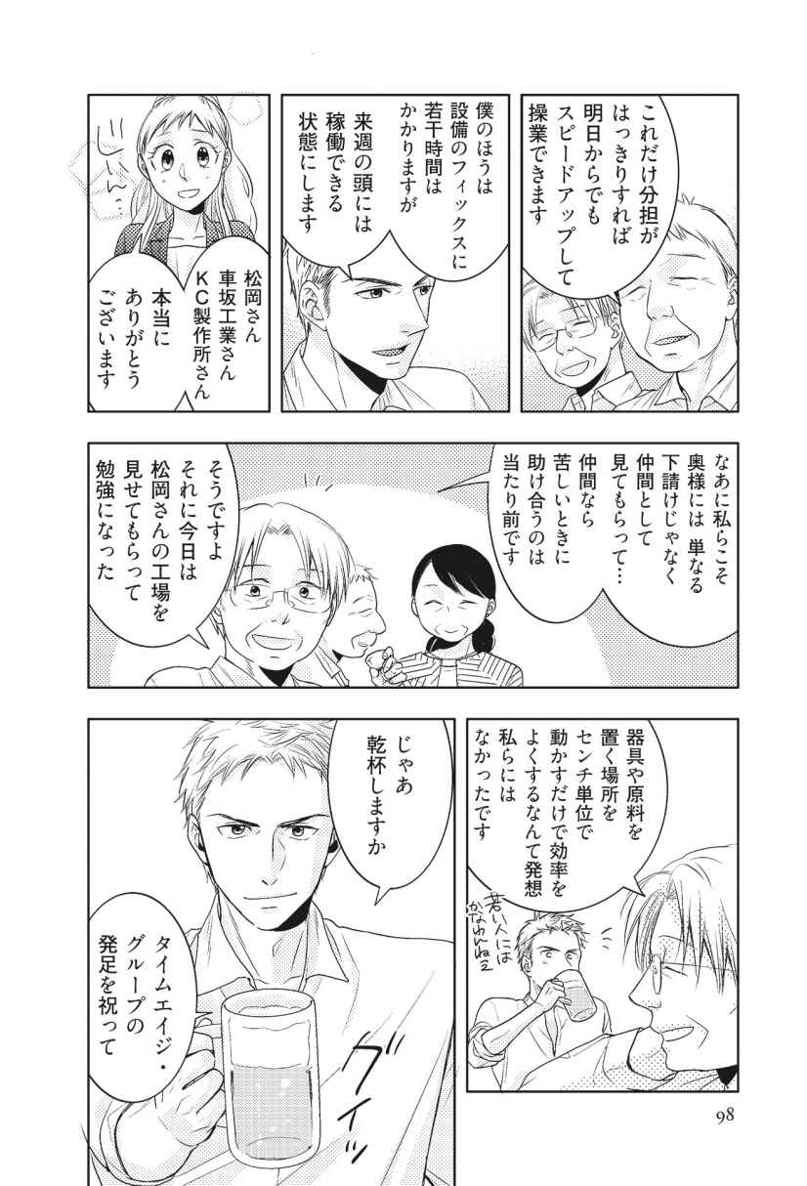 これだけ分担が
はっきりすれば
明日からでも
スピードアップして
操業できます
僕のほうは
設備のフィックスに
若干時間は
かかりますが
来週の頭には
稼働できる
状態にします
じーん…
松岡さん
車坂工業さん
KC製作所さん
本当に
ありがとう
ございます
なあに私らこそ
奥様には 単なる
下請けじゃなく
仲間として
見てもらって…
仲間なら
苦しいときに
助け合うのは
当たり前です
そうですよ
それに今日は
松岡さんの工場を
見せてもらって
勉強になった
器具や原料を
置く場所を
センチ単位で
動かすだけで効率を
よくするなんて発想
私らには
なかったです
若い人には
かなわんねェ
じゃあ
乾杯しますか
タイムエイジ・
グループの
発足を祝って
グイッ
98